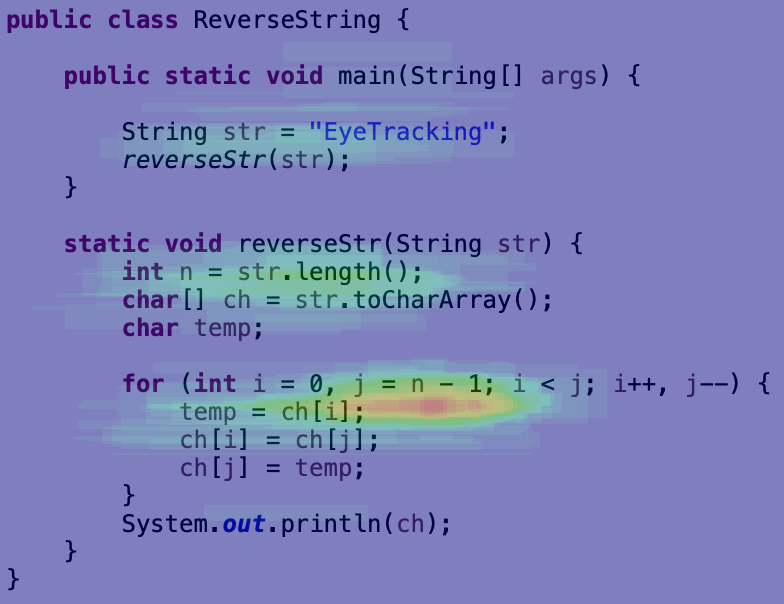 public class ReverseString {
public static void main(String[] args) {
String str = "EyeTracking";
reverseStr(str);
}
static void reverseStr(String str) {
int n = str.length();
char[] ch = str.toCharArray();
char temp;
for (int i = 0, j = n - 1; i < j; i++, j--) {
temp = ch[i];
ch[i] = ch[j];
ch[j] = temp;
}
System.out.println(ch);
}
}